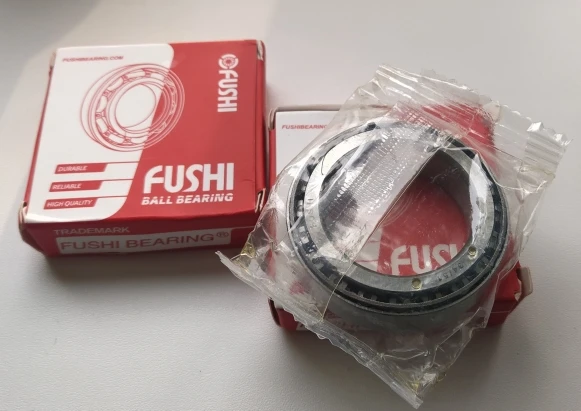 FUSHIBEARING.COM
FUSHI
DURABLE
RELIABLE
HIGH QUALITY
FUSHI
BALL BEARING
TRADEMARK
FUSHI BEARING®
FUSHIBEARING
FUSHI